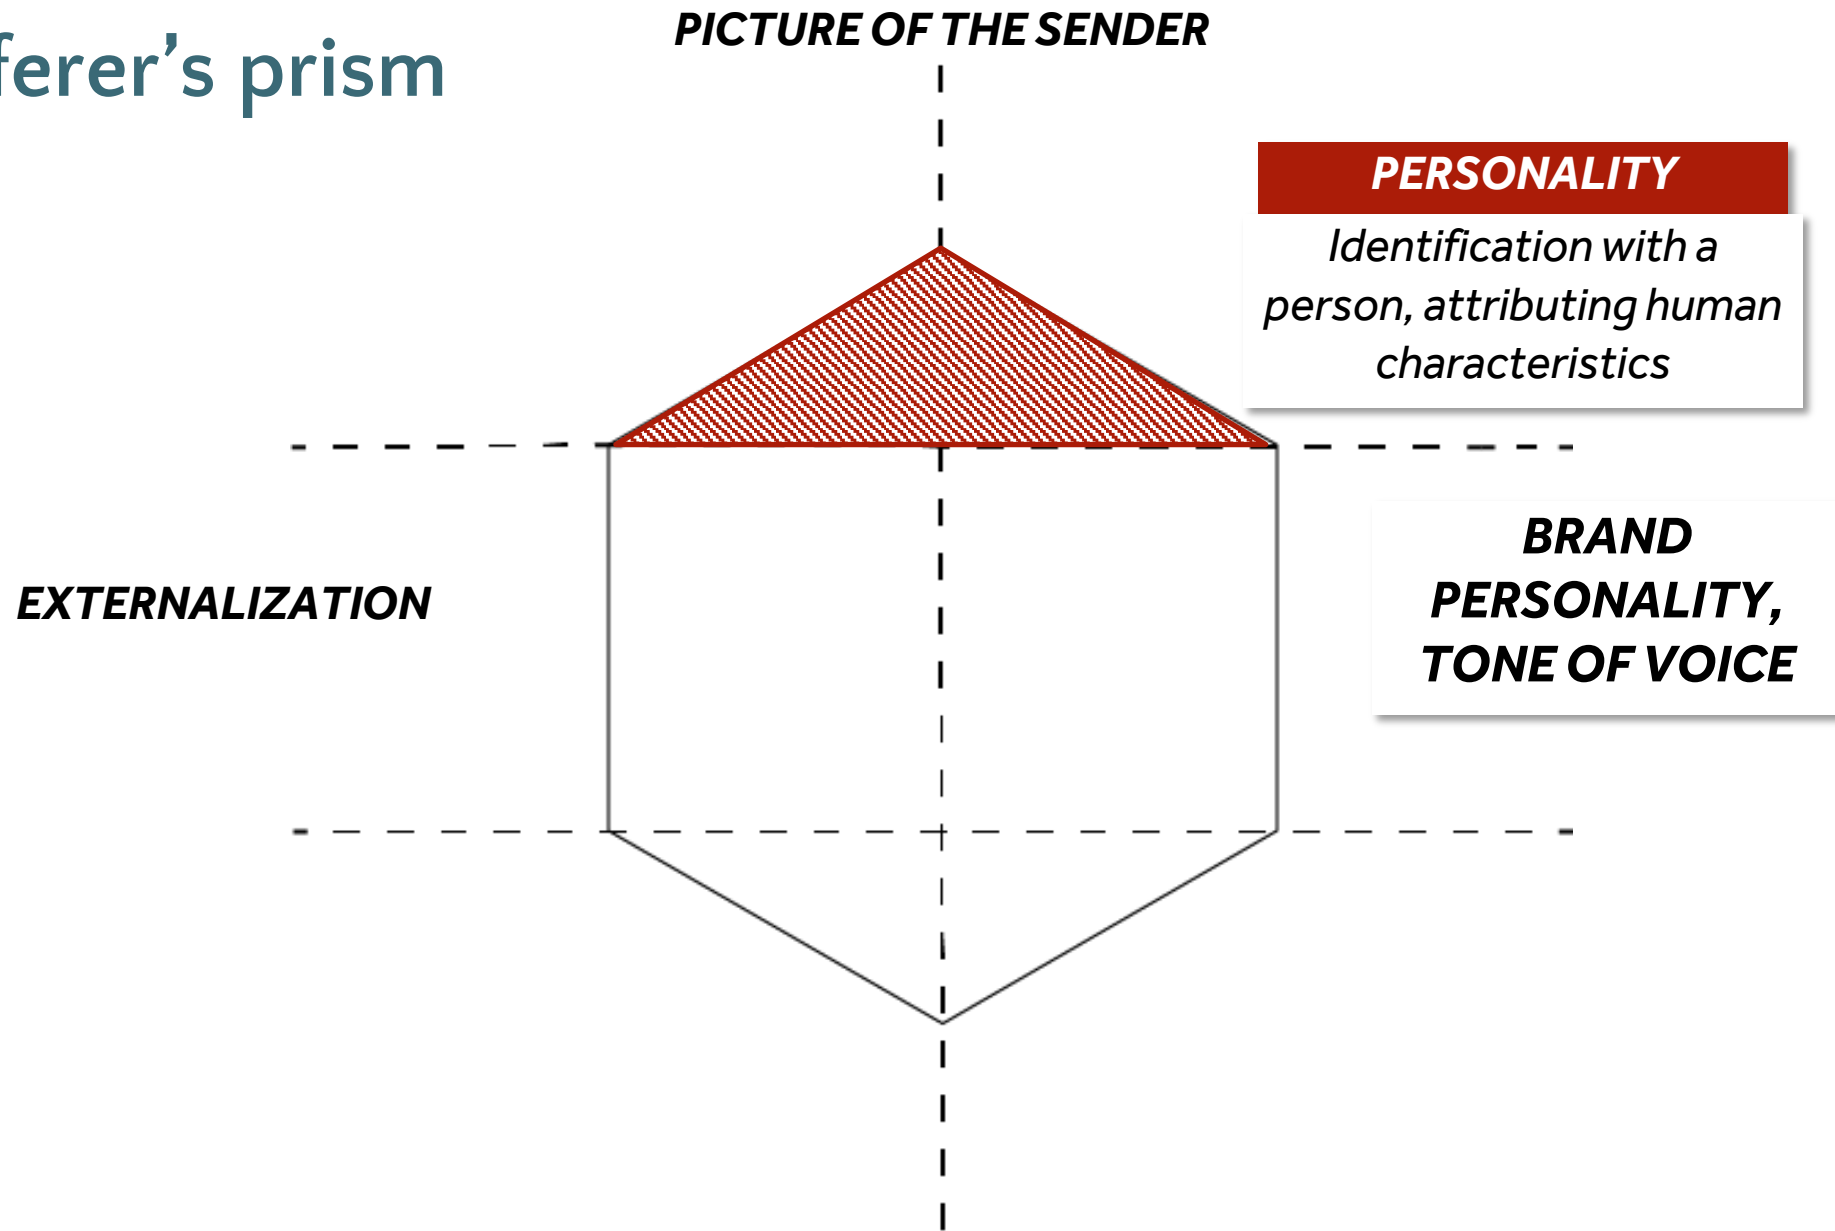 ferer's prism
PICTURE OF THE SENDER
PERSONALITY
Identification with a
person, attributing human
characteristics
EXTERNALIZATION
BRAND
PERSONALITY,
TONE OF VOICE